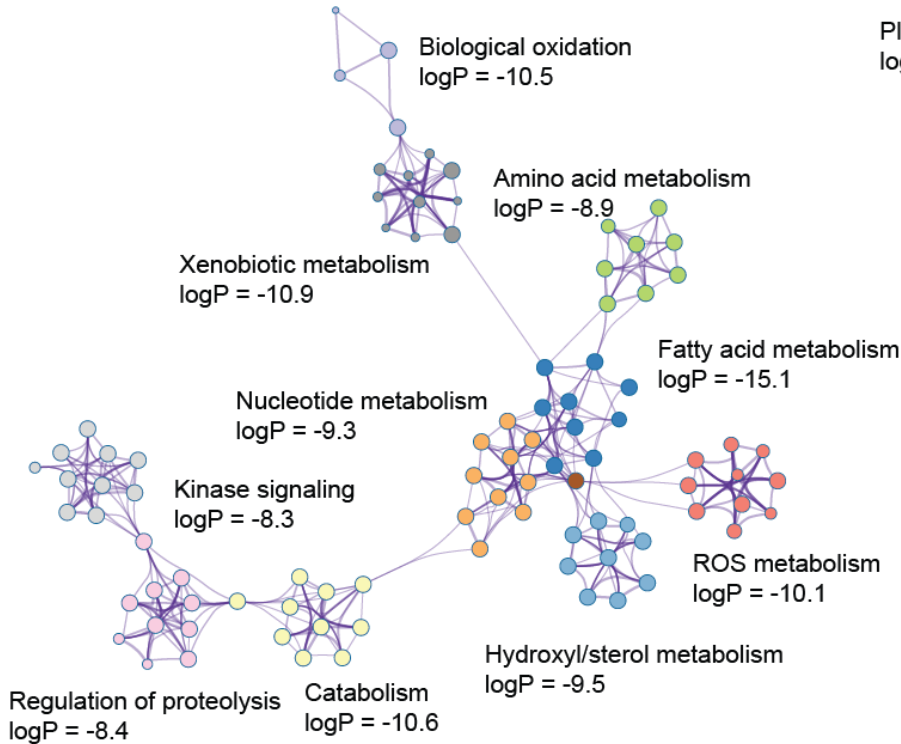 Biological oxidation
logP = -10.5
Amino acid metabolism
logP = -8.9
Xenobiotic metabolism
logP = -10.9
Fatty acid metabolism
logP = -15.1
Nucleotide metabolism
logP = -9.3
Kinase signaling
logP = -8.3
ROS metabolism
logP = -10.1
Hydroxyl/sterol metabolism
logP = -9.5
Regulation of proteolysis
logP = -8.4
Catabolism
logP = -10.6